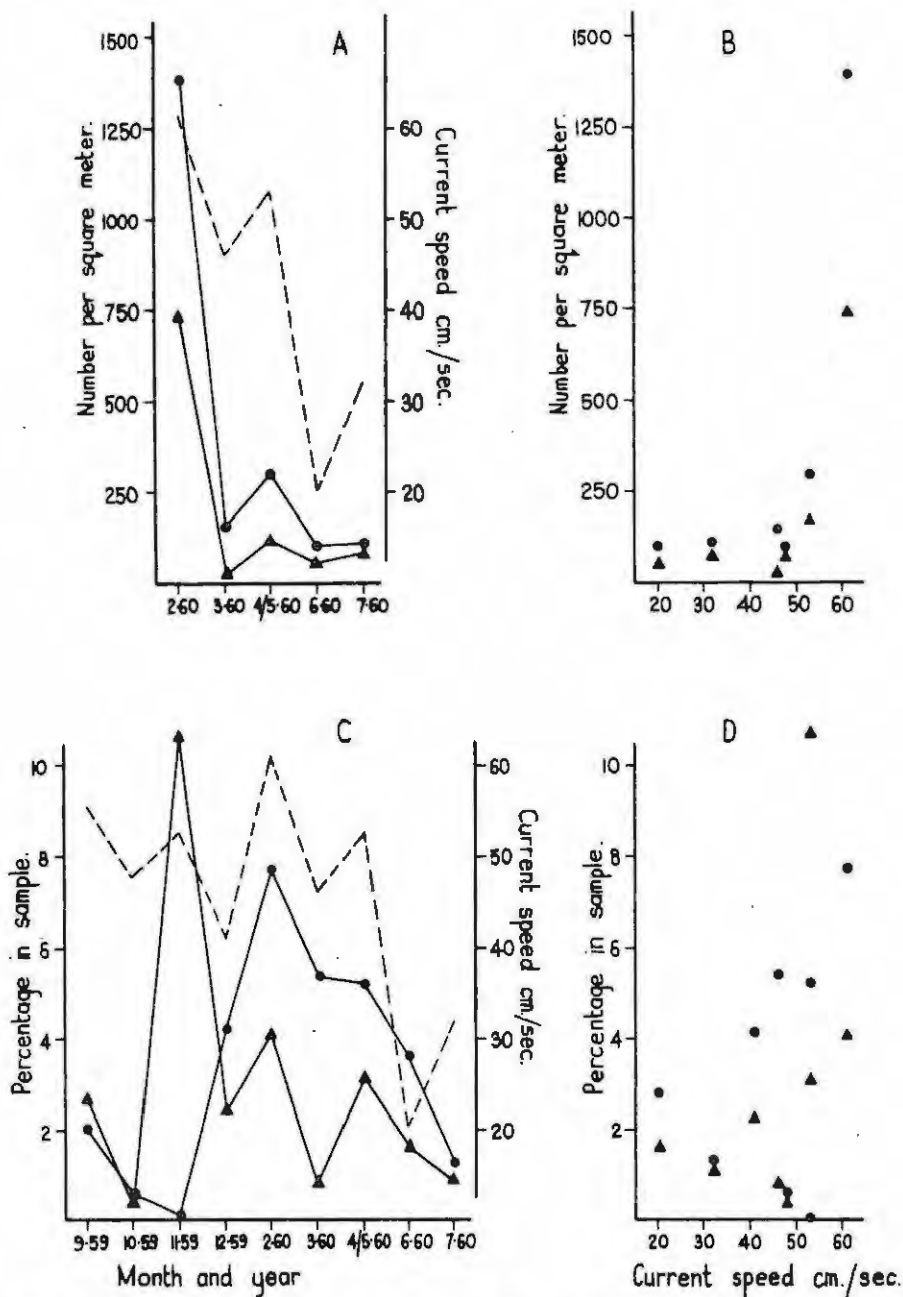 A
Number per square meter.
1500
1250
1000
750
500
250
60
50
40
30
20
Current speed cm./sec.
2·60 3·60 4/5·60 6·60 7·60
B
Number per square meter.
1500
1250
1000
750
500
250
20 30 40 50 60
C
Percentage in sample.
10
8
6
4
2
60
50
40
30
20
Current speed cm./sec.
9·59 10·59 11·59 12·59 2·60 3·60 4/5·60 6·60 7·60
Month and year
D
Percentage in sample.
10
8
6
4
2
20 30 40 50 60
Current speed cm./sec.